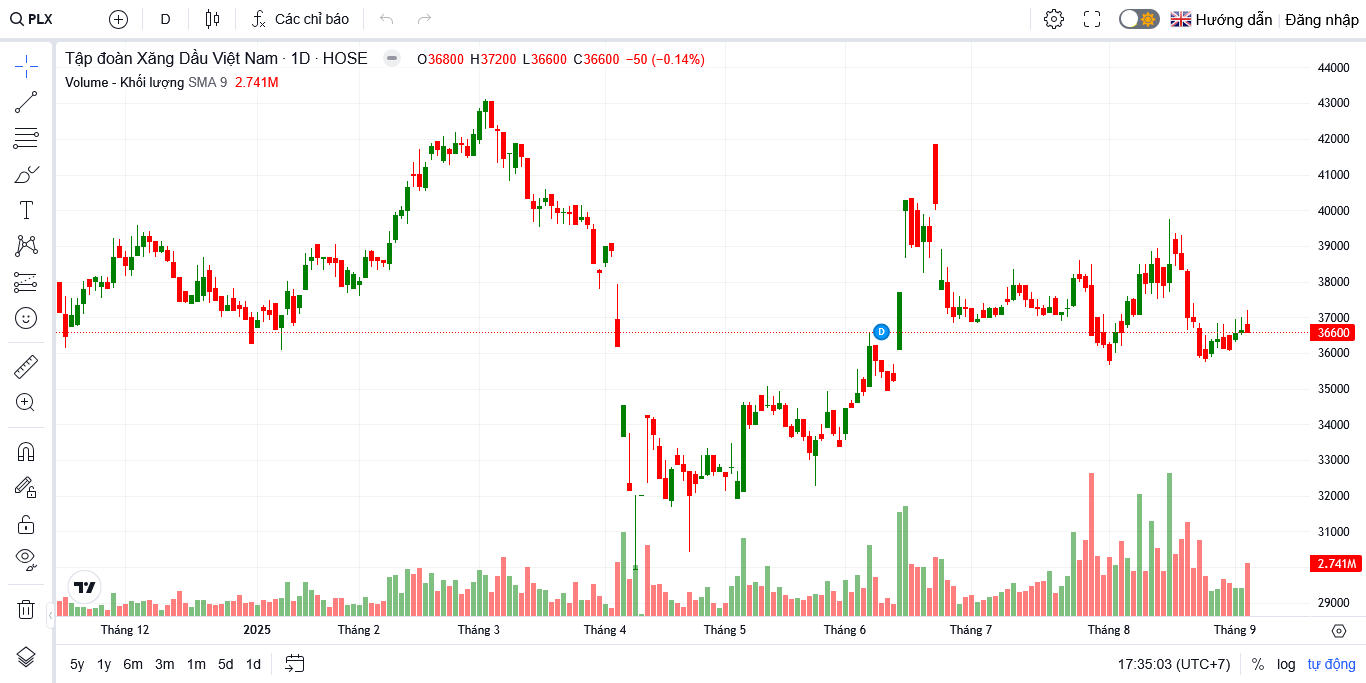 PLX D Các chỉ báo Hướng dẫn Đăng nhập
Tập đoàn Xăng Dầu Việt Nam · 1D · HOSE O36800 H37200 L36600 C36600 −50 (−0.14%)
Volume - Khối lượng SMA 9 2.741M
44000
43000
42000
41000
40000
39000
38000
37000
36600
36000
35000
34000
33000
32000
31000
2.741M
29000
D
Tháng 12 2025 Tháng 2 Tháng 3 Tháng 4 Tháng 5 Tháng 6 Tháng 7 Tháng 8 Tháng 9
5y 1y 6m 3m 1m 5d 1d 17:35:03 (UTC+7) % log tự động